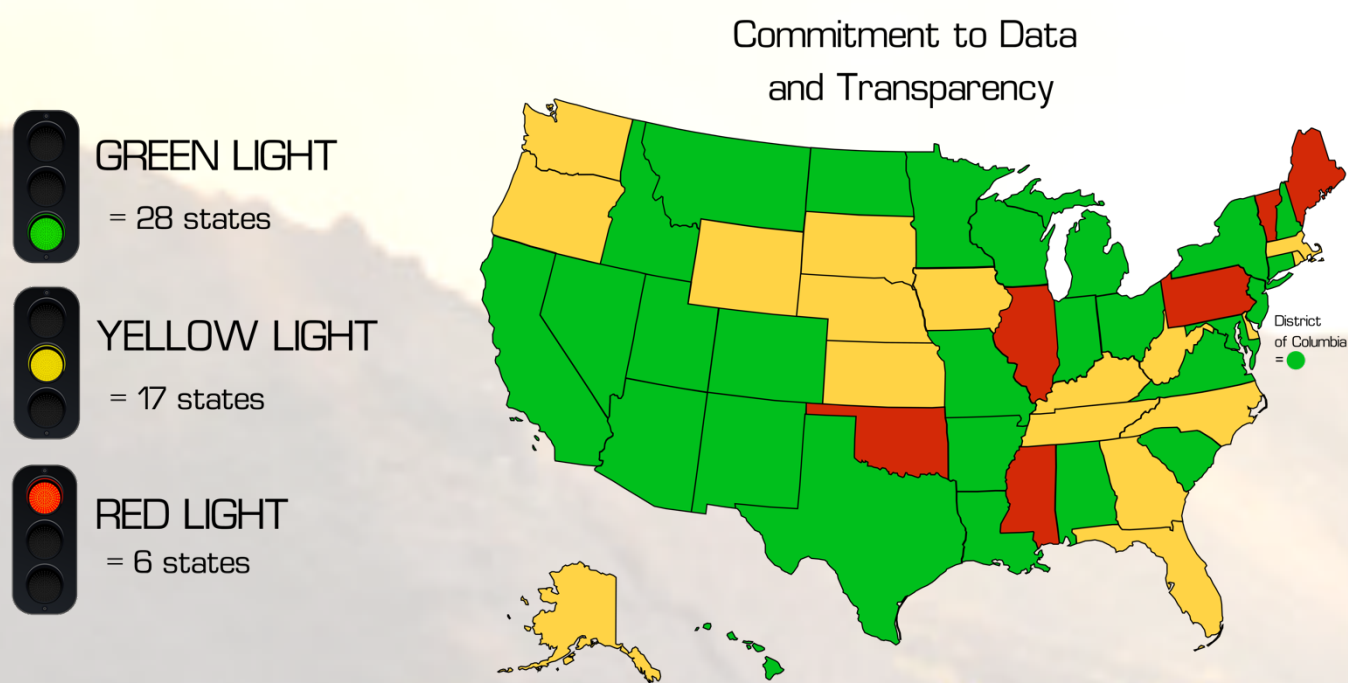 Commitment to Data
and Transparency
GREEN LIGHT
= 28 states
YELLOW LIGHT
= 17 states
RED LIGHT
= 6 states
District
of Columbia
=